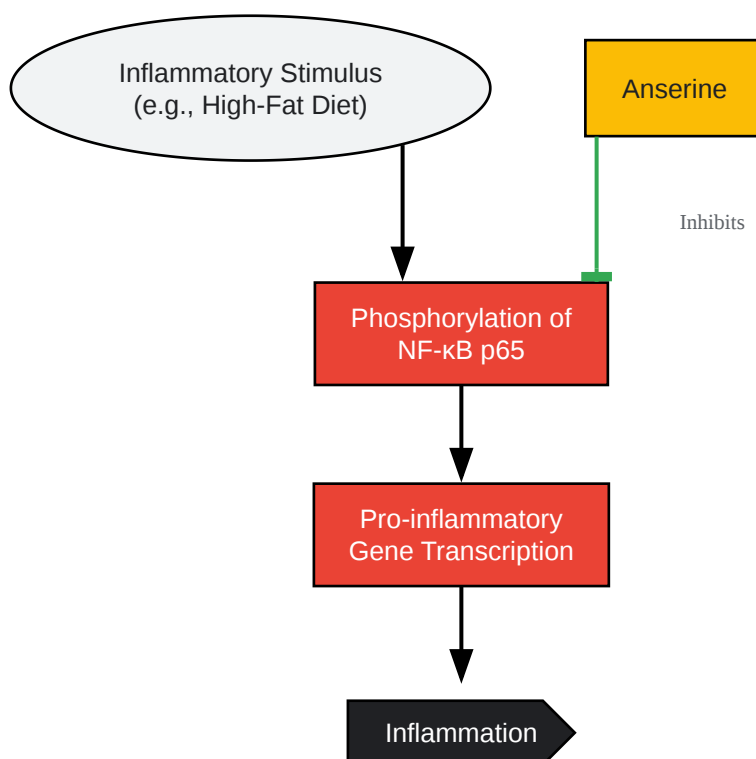 Inflammatory Stimulus
(e.g., High-Fat Diet)
Anserine
Inhibits
Phosphorylation of
NF-κB p65
Pro-inflammatory
Gene Transcription
Inflammation